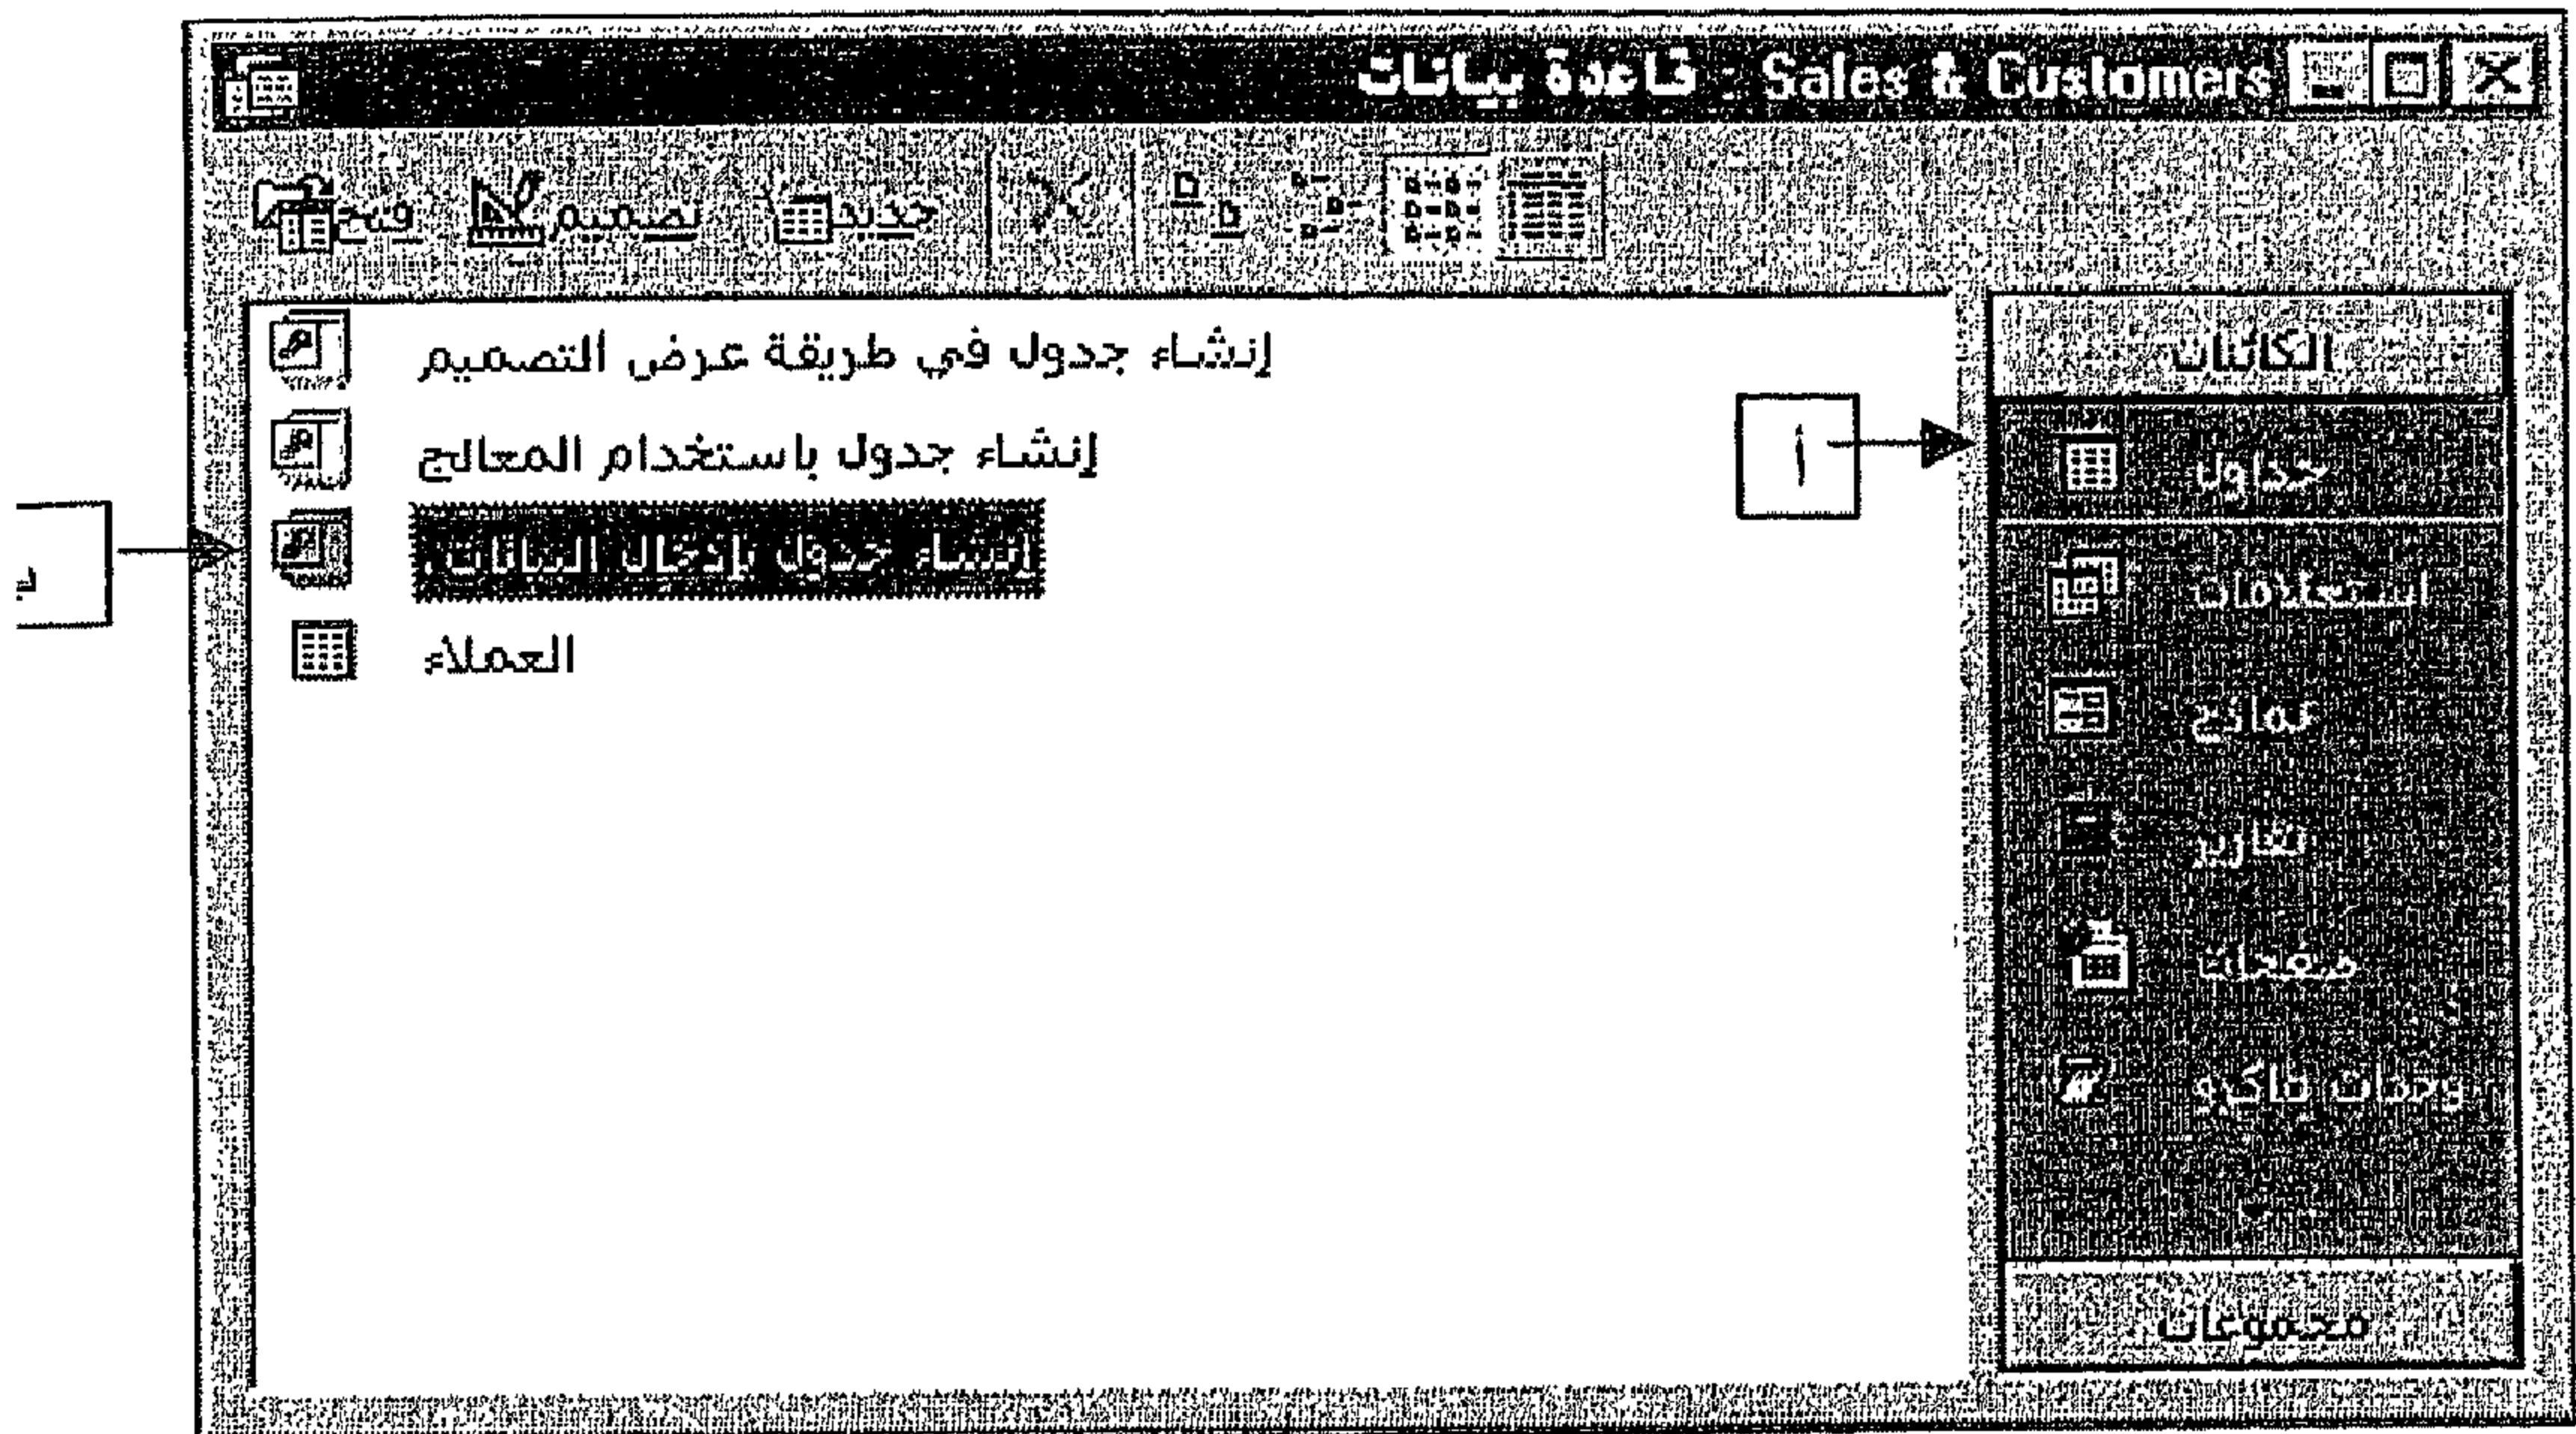 Sales & Customers : قاعدة بيانات
فتح تصميم جديد
الكائنات
أ
جداول
استعلامات
نماذج
تقارير
صفحات
وحدات ماكرو
مجموعات
إنشاء جدول في طريقة عرض التصميم
إنشاء جدول باستخدام المعالج
إنشاء جدول بإدخال البيانات
العملاء